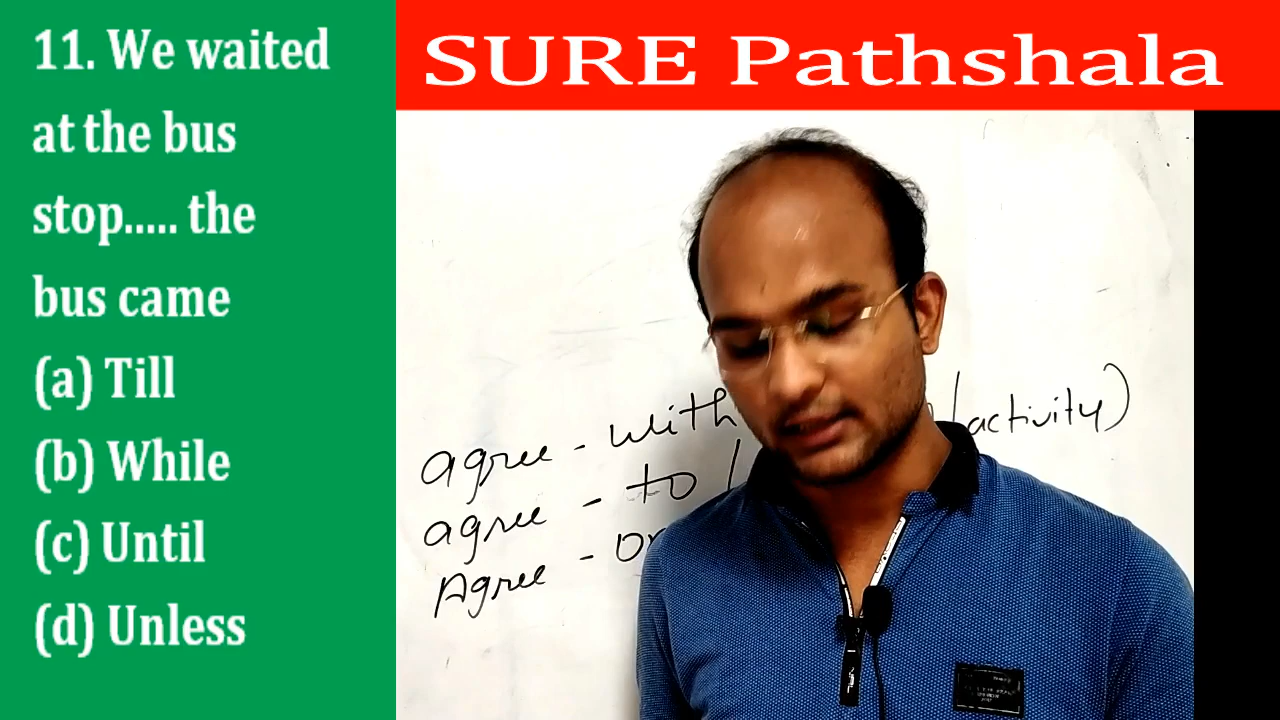 11. We waited
at the bus
stop..... the
bus came
(a) Till
(b) While
(c) Until
(d) Unless
SURE Pathshala
agree - with /activity)
agree - to /
Agree - on